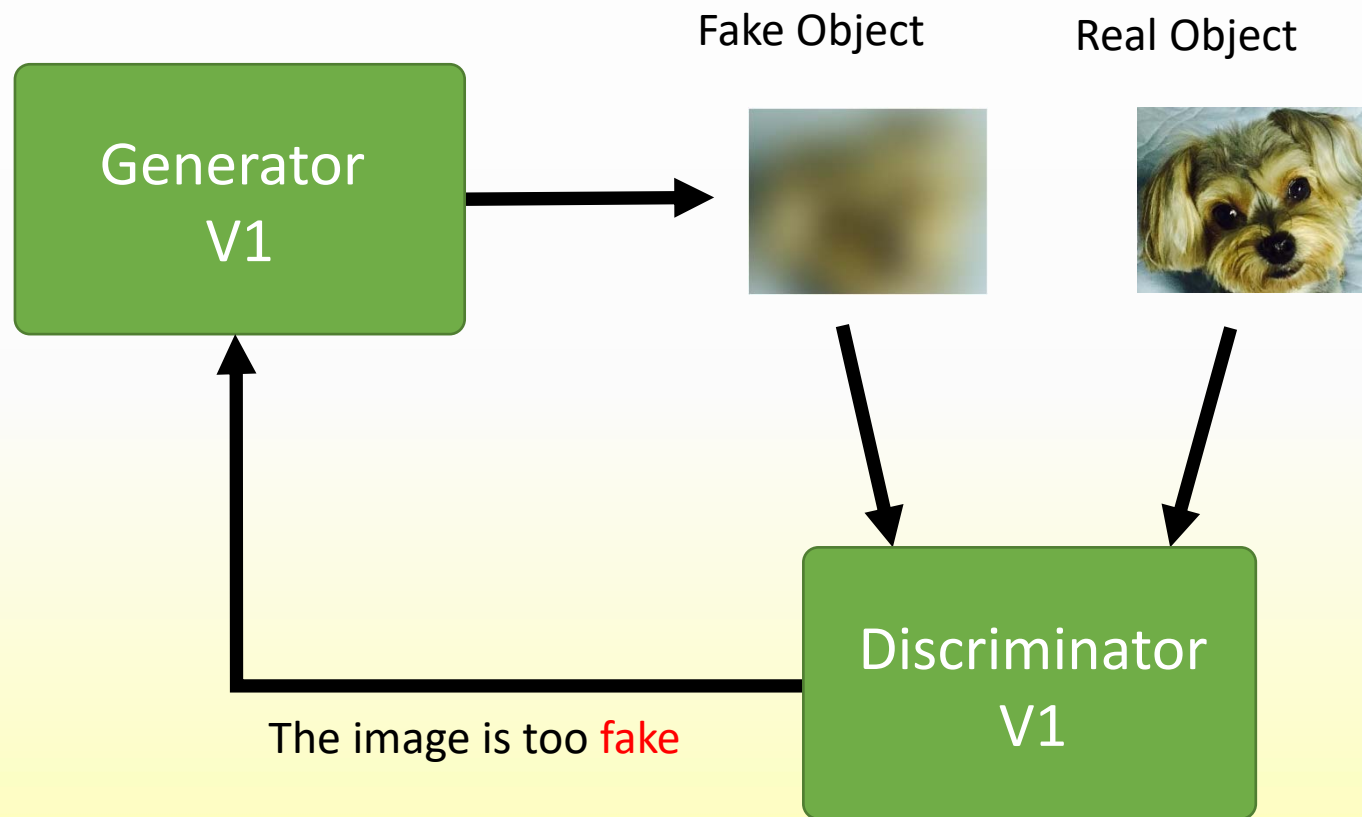 Fake Object
Real Object
Generator
V1
Discriminator
V1
The image is too fake